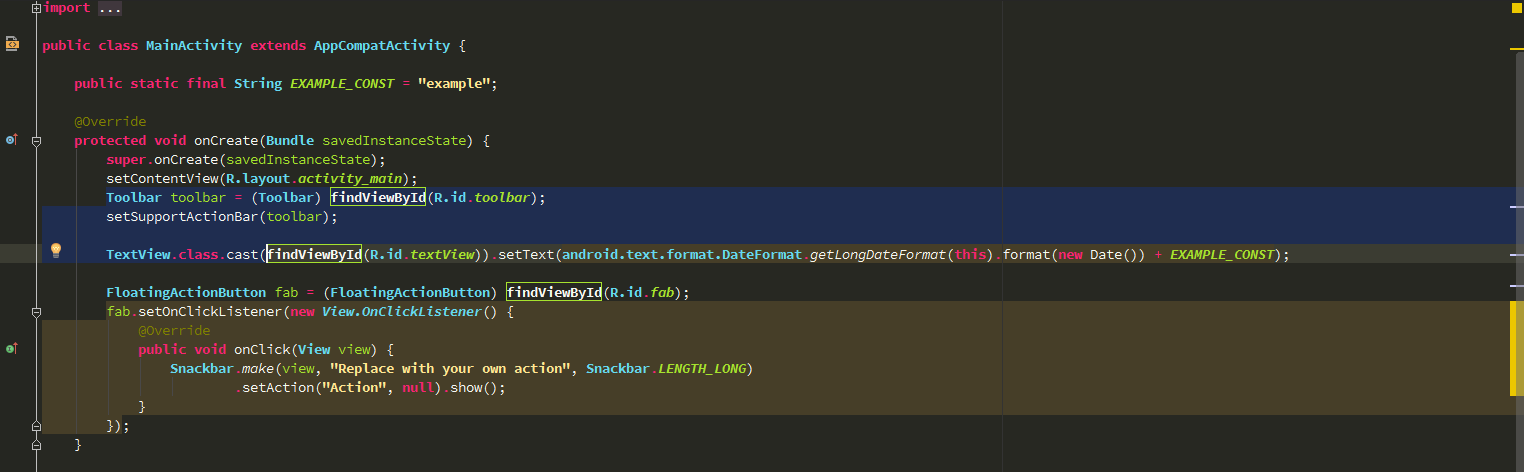 import ...
public class MainActivity extends AppCompatActivity {
public static final String EXAMPLE_CONST = "example";
@Override
protected void onCreate(Bundle savedInstanceState) {
super.onCreate(savedInstanceState);
setContentView(R.layout.activity_main);
Toolbar toolbar = (Toolbar) findViewById(R.id.toolbar);
setSupportActionBar(toolbar);
TextView.class.cast(findViewById(R.id.textView)).setText(android.text.format.DateFormat.getLongDateFormat(this).format(new Date()) + EXAMPLE_CONST);
FloatingActionButton fab = (FloatingActionButton) findViewById(R.id.fab);
fab.setOnClickListener(new View.OnClickListener() {
@Override
public void onClick(View view) {
Snackbar.make(view, "Replace with your own action", Snackbar.LENGTH_LONG)
.setAction("Action", null).show();
}
});
}